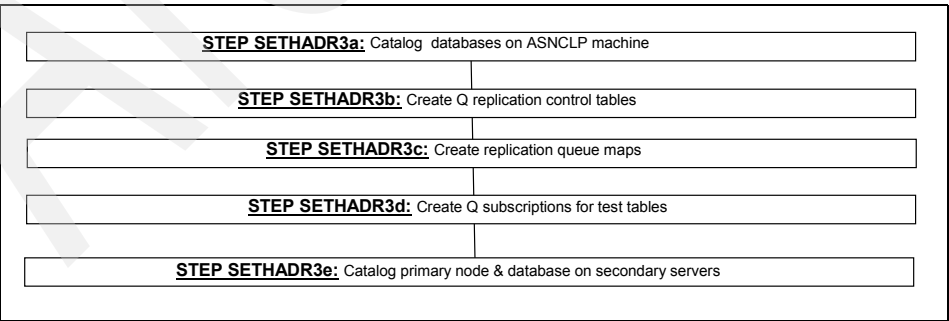 STEP SETHADR3a: Catalog databases on ASNCLP machine
STEP SETHADR3b: Create Q replication control tables
STEP SETHADR3c: Create replication queue maps
STEP SETHADR3d: Create Q subscriptions for test tables
STEP SETHADR3e: Catalog primary node & database on secondary servers